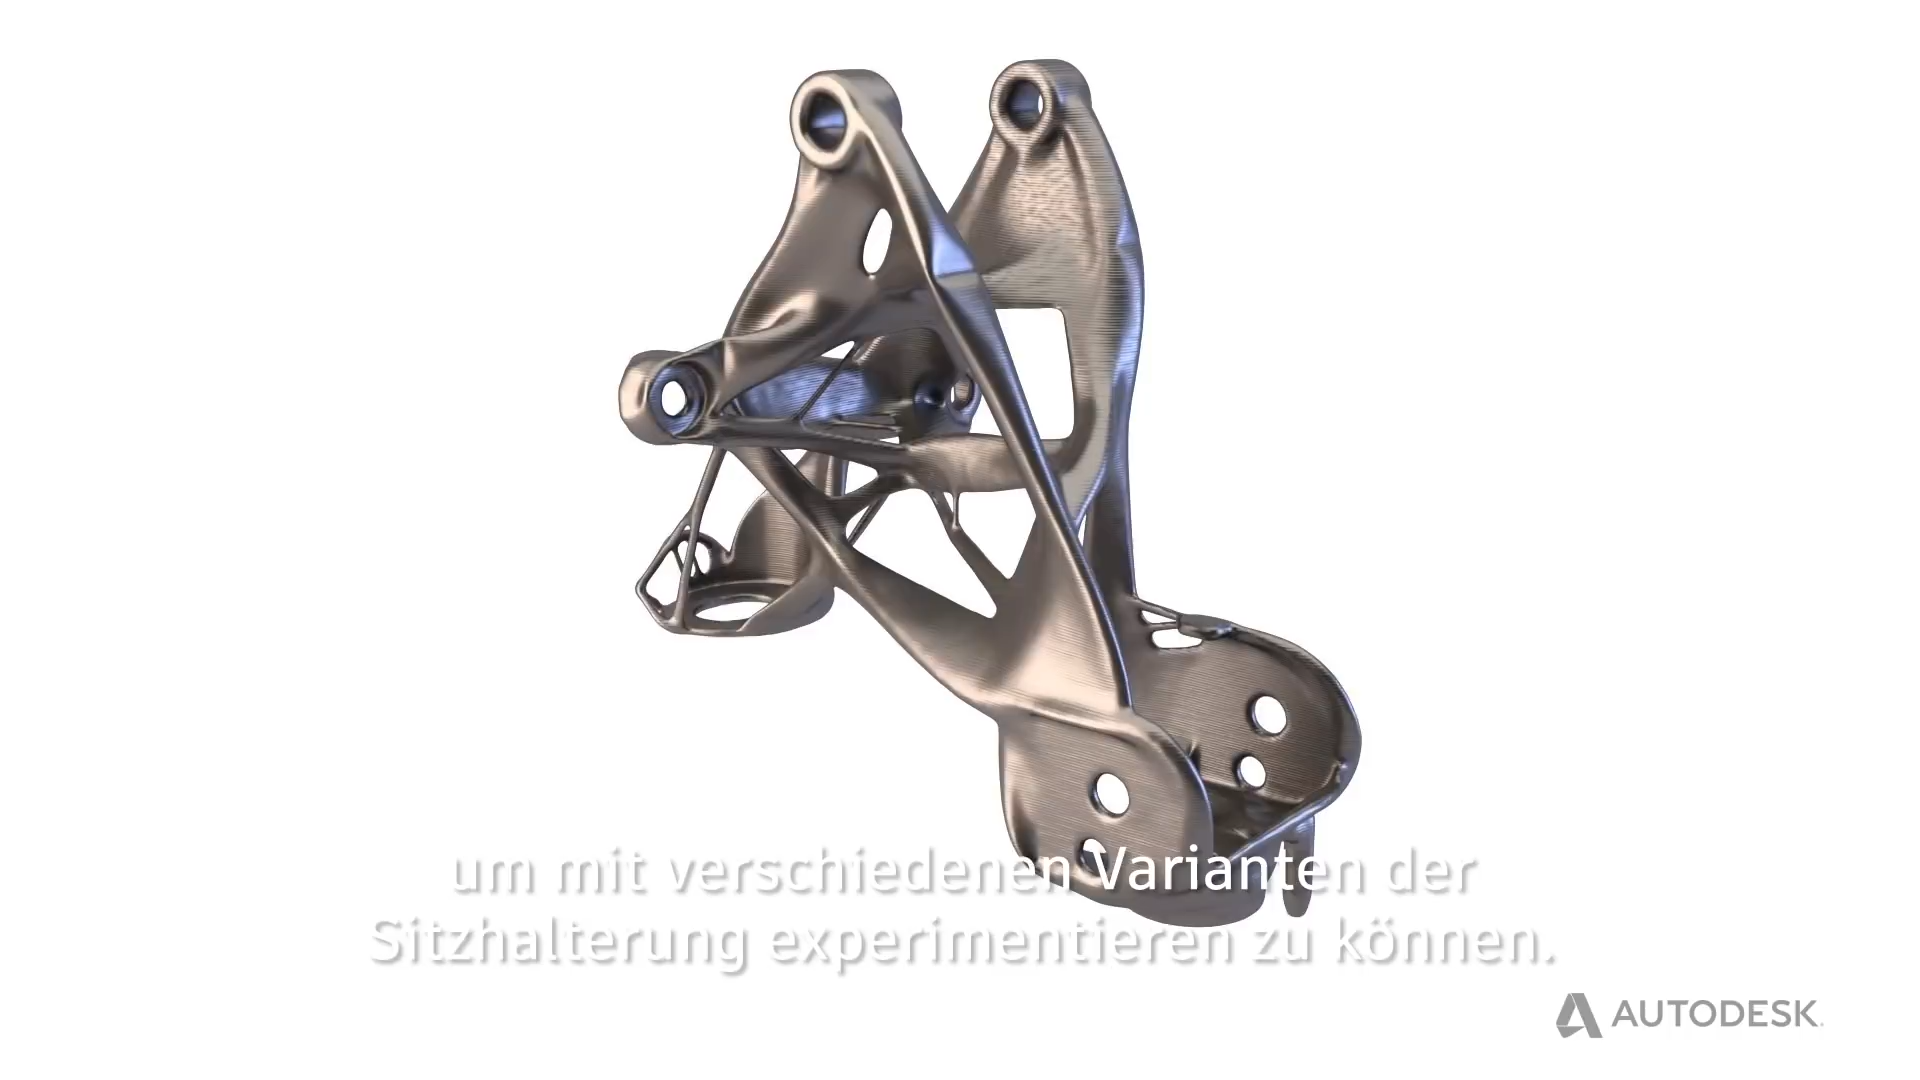 um mit verschiedenen Varianten der
Sitzhalterung experimentieren zu können.
AUTODESK.